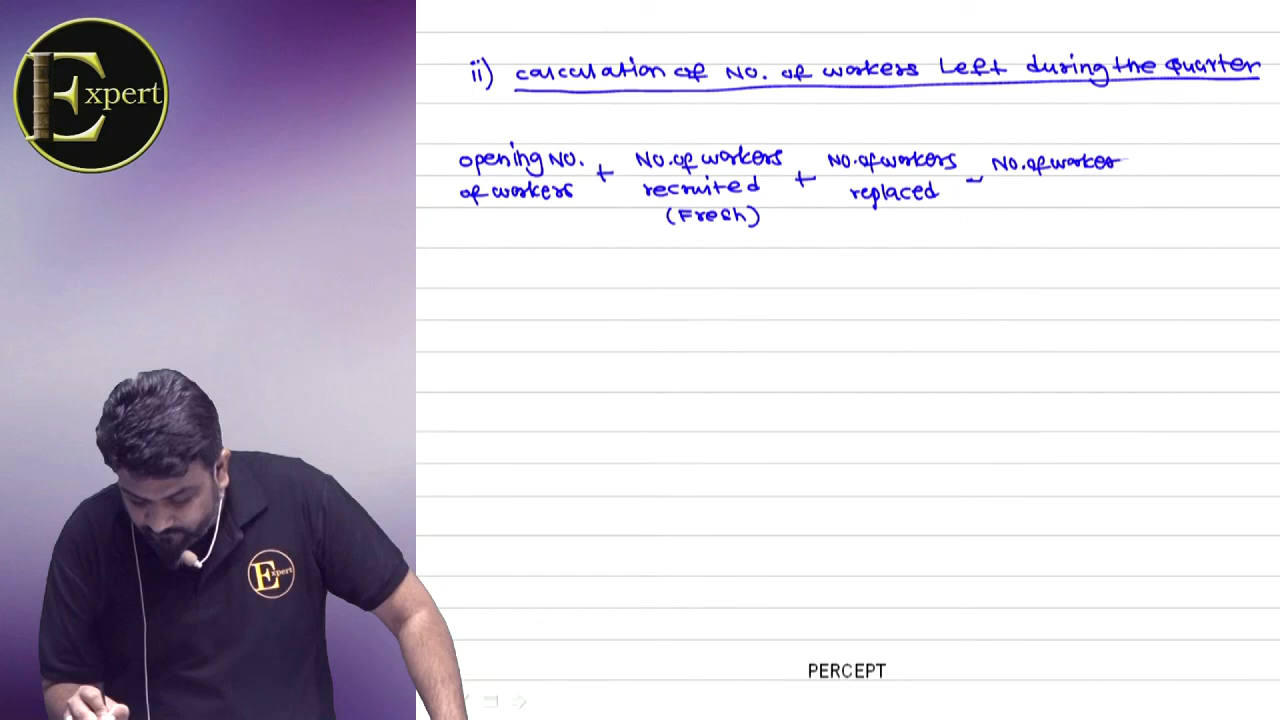 Expert
ii) calculation of No. of workers Left during the Quarter
opening No. of workers + No. of workers recruited (Fresh) + No. of workers replaced - No. of worker
Expert
PERCEPT